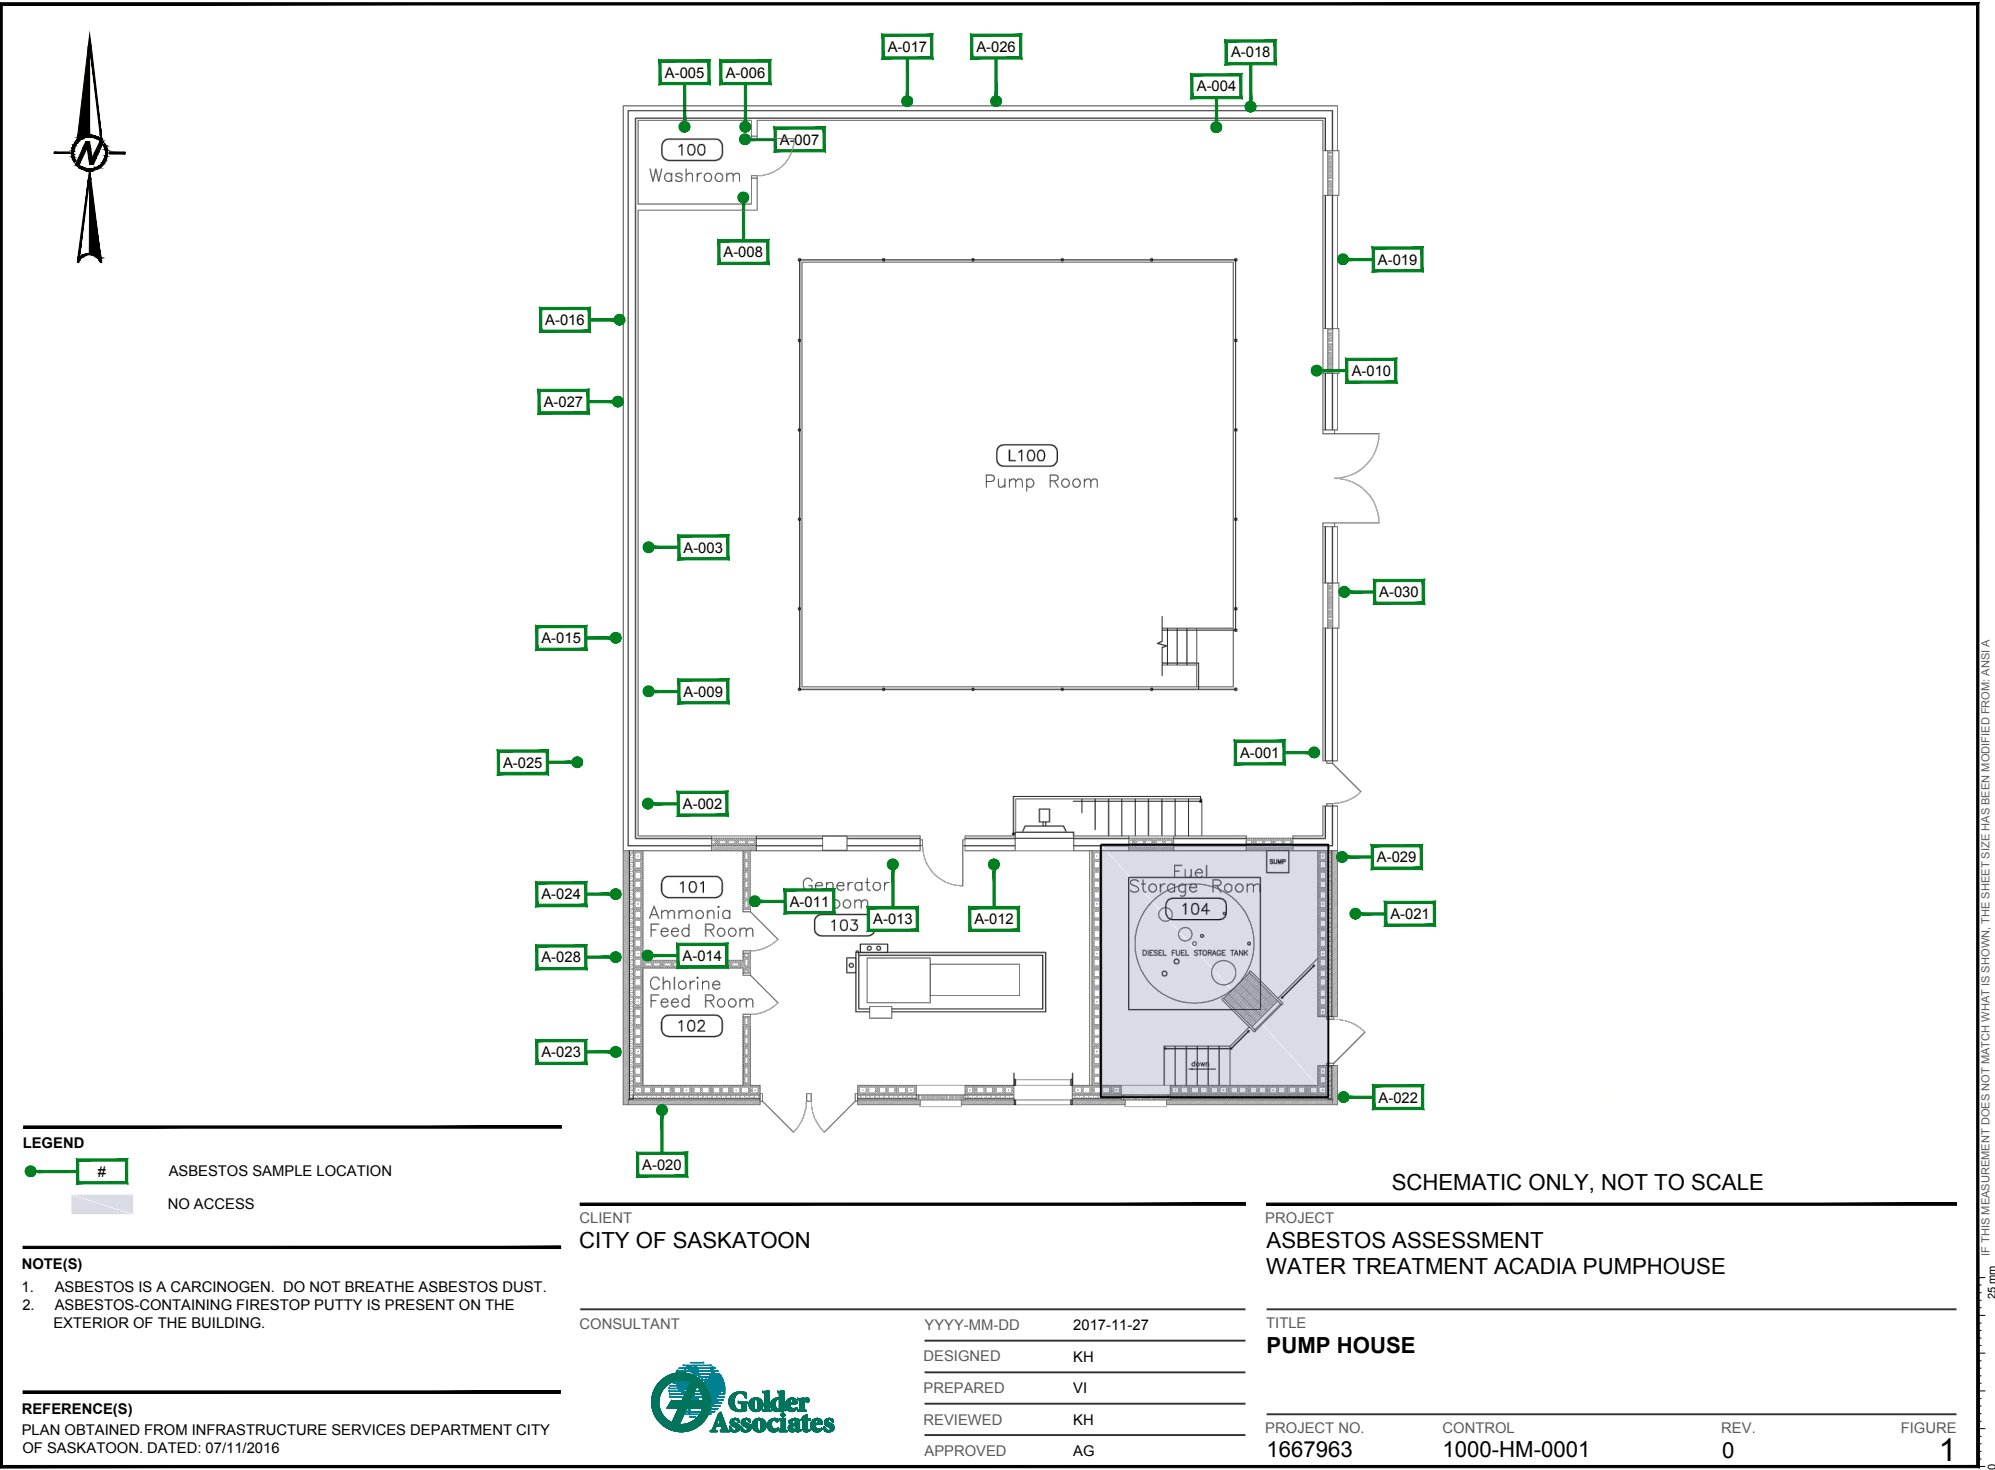 N
A-017
A-026
A-018
A-005
A-006
A-004
A-007
100
Washroom
A-008
A-019
A-016
A-010
A-027
L100
Pump Room
A-003
A-030
A-015
A-009
A-001
A-025
A-002
A-029
SUMP
Fuel
Storage Room
104
DIESEL FUEL STORAGE TANK
down
A-024
101
Ammonia
Feed Room
A-011
Generator
Room
103
A-013
A-012
A-021
A-028
A-014
Chlorine
Feed Room
102
A-023
A-022
A-020
LEGEND
# ASBESTOS SAMPLE LOCATION
NO ACCESS
NOTE(S)
1. ASBESTOS IS A CARCINOGEN. DO NOT BREATHE ASBESTOS DUST.
2. ASBESTOS-CONTAINING FIRESTOP PUTTY IS PRESENT ON THE
EXTERIOR OF THE BUILDING.
REFERENCE(S)
PLAN OBTAINED FROM INFRASTRUCTURE SERVICES DEPARTMENT CITY
OF SASKATOON. DATED: 07/11/2016
CLIENT
CITY OF SASKATOON
CONSULTANT
Golder
Associates
YYYY-MM-DD 2017-11-27
DESIGNED KH
PREPARED VI
REVIEWED KH
APPROVED AG
SCHEMATIC ONLY, NOT TO SCALE
PROJECT
ASBESTOS ASSESSMENT
WATER TREATMENT ACADIA PUMPHOUSE
TITLE
PUMP HOUSE
PROJECT NO. CONTROL REV. FIGURE
1667963 1000-HM-0001 0 1
IF THIS MEASUREMENT DOES NOT MATCH WHAT IS SHOWN, THE SHEET SIZE HAS BEEN MODIFIED FROM: ANSI A
25 mm
0